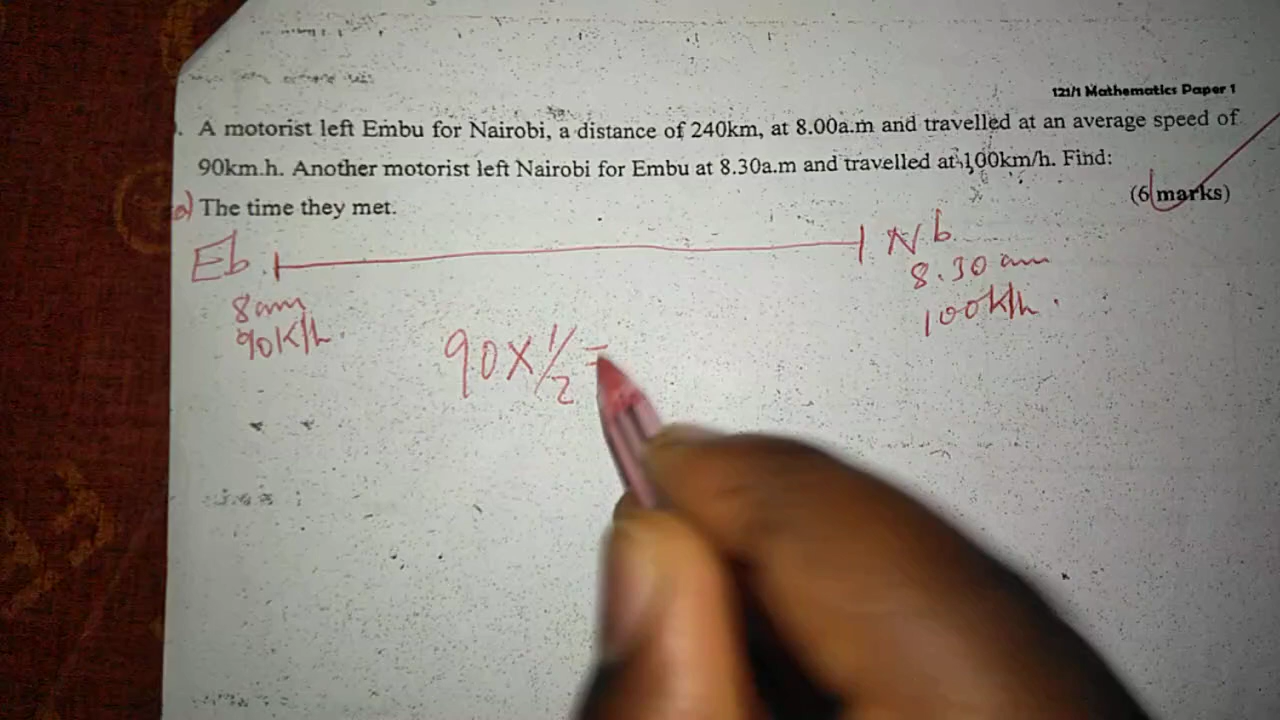 121/1 Mathematics Paper 1
. A motorist left Embu for Nairobi, a distance of 240km, at 8.00a.m and travelled at an average speed of
90km.h. Another motorist left Nairobi for Embu at 8.30a.m and travelled at 100km/h. Find:
(6 marks)
a) The time they met.
Eb. Nb
8am 8.30 am
90k/h. 100k/h.
90 x 1/2 =